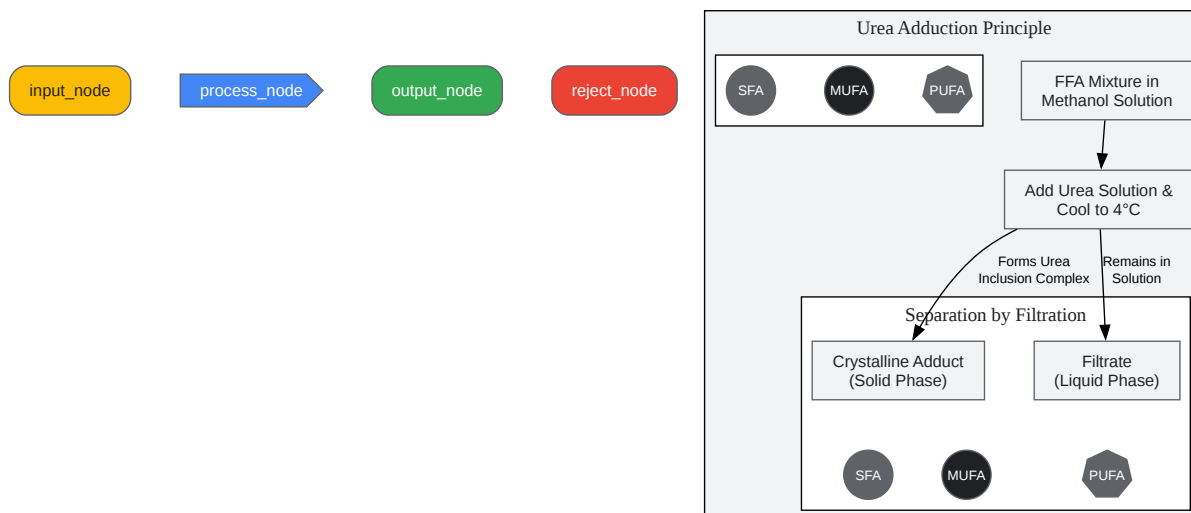 input_node
process_node
output_node
reject_node
Urea Adduction Principle
SFA
MUFA
PUFA
FFA Mixture in
Methanol Solution
Add Urea Solution &
Cool to 4°C
Forms Urea
Inclusion Complex
Remains in
Solution
Separation by Filtration
Crystalline Adduct
(Solid Phase)
Filtrate
(Liquid Phase)
SFA
MUFA
PUFA